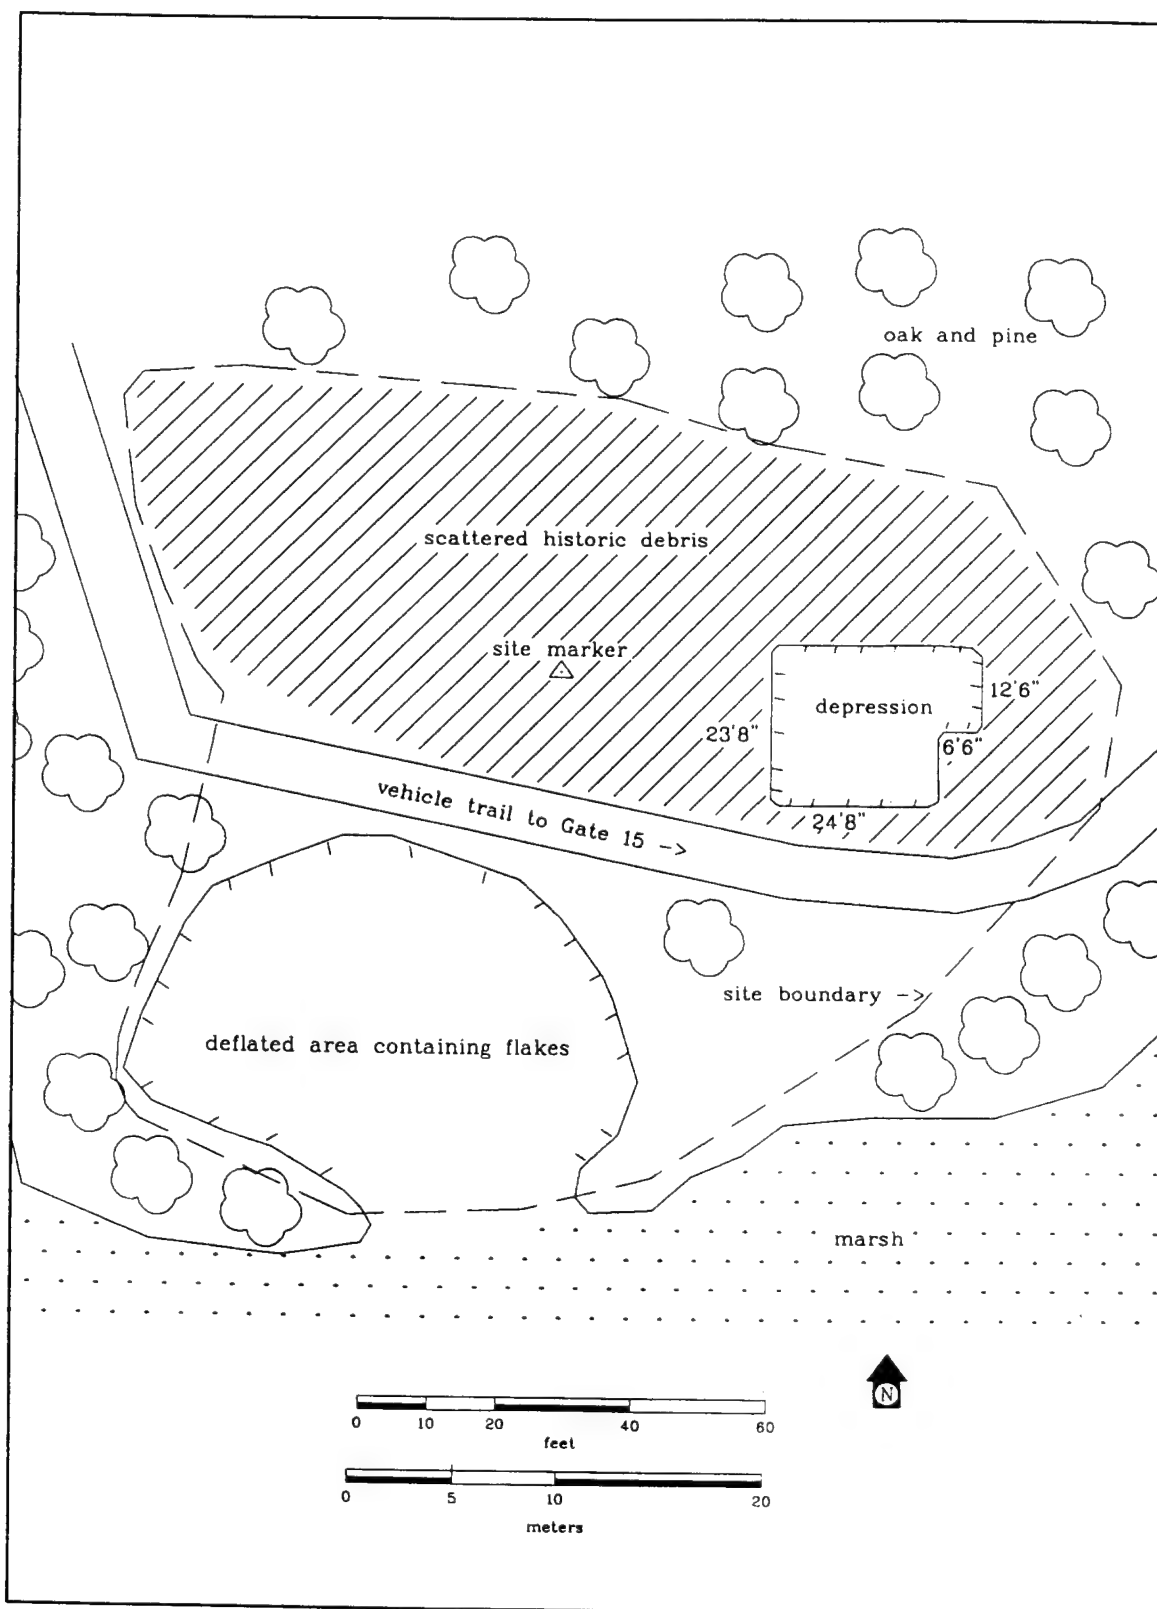 oak and pine
scattered historic debris
site marker
12'6"
depression
23'8"
6'6"
24'8"
vehicle trail to Gate 15 ->
site boundary ->
deflated area containing flakes
marsh
N
0 10 20 40 60
feet
0 5 10 20
meters